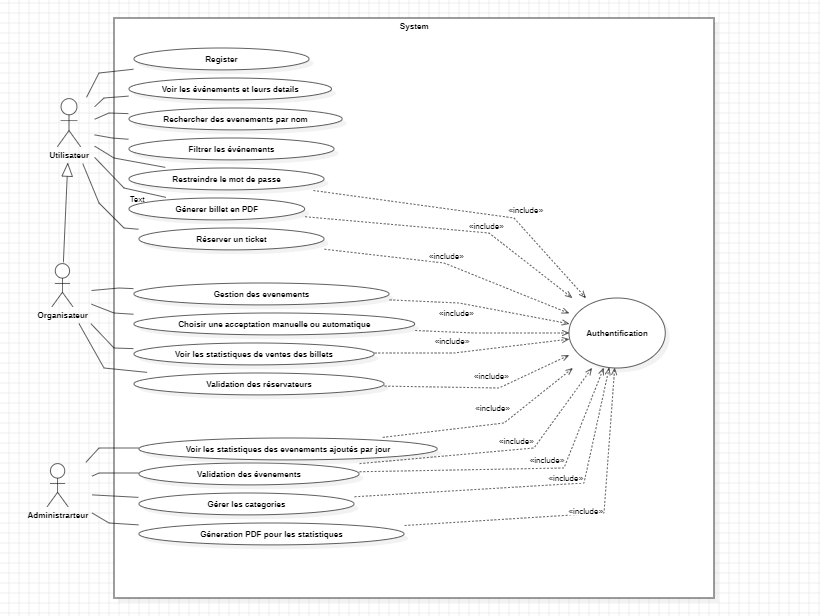 System
Register
Voir les événements et leurs details
Rechercher des evenements par nom
Filtrer les événements
Utilisateur
Restreindre le mot de passe
Text
Génerer billet en PDF
«include»
«include»
Réserver un ticket
«include»
Gestion des evenements
Organisateur
«include»
Choisir une acceptation manuelle ou automatique
Authentification
«include»
Voir les statistiques de ventes des billets
«include»
Validation des réservateurs
«include»
«include»
Voir les statistiques des evenements ajoutés par jour
«include»
Validation des évenements
«include»
Gérer les categories
«include»
Administrarteur
Géneration PDF pour les statistiques